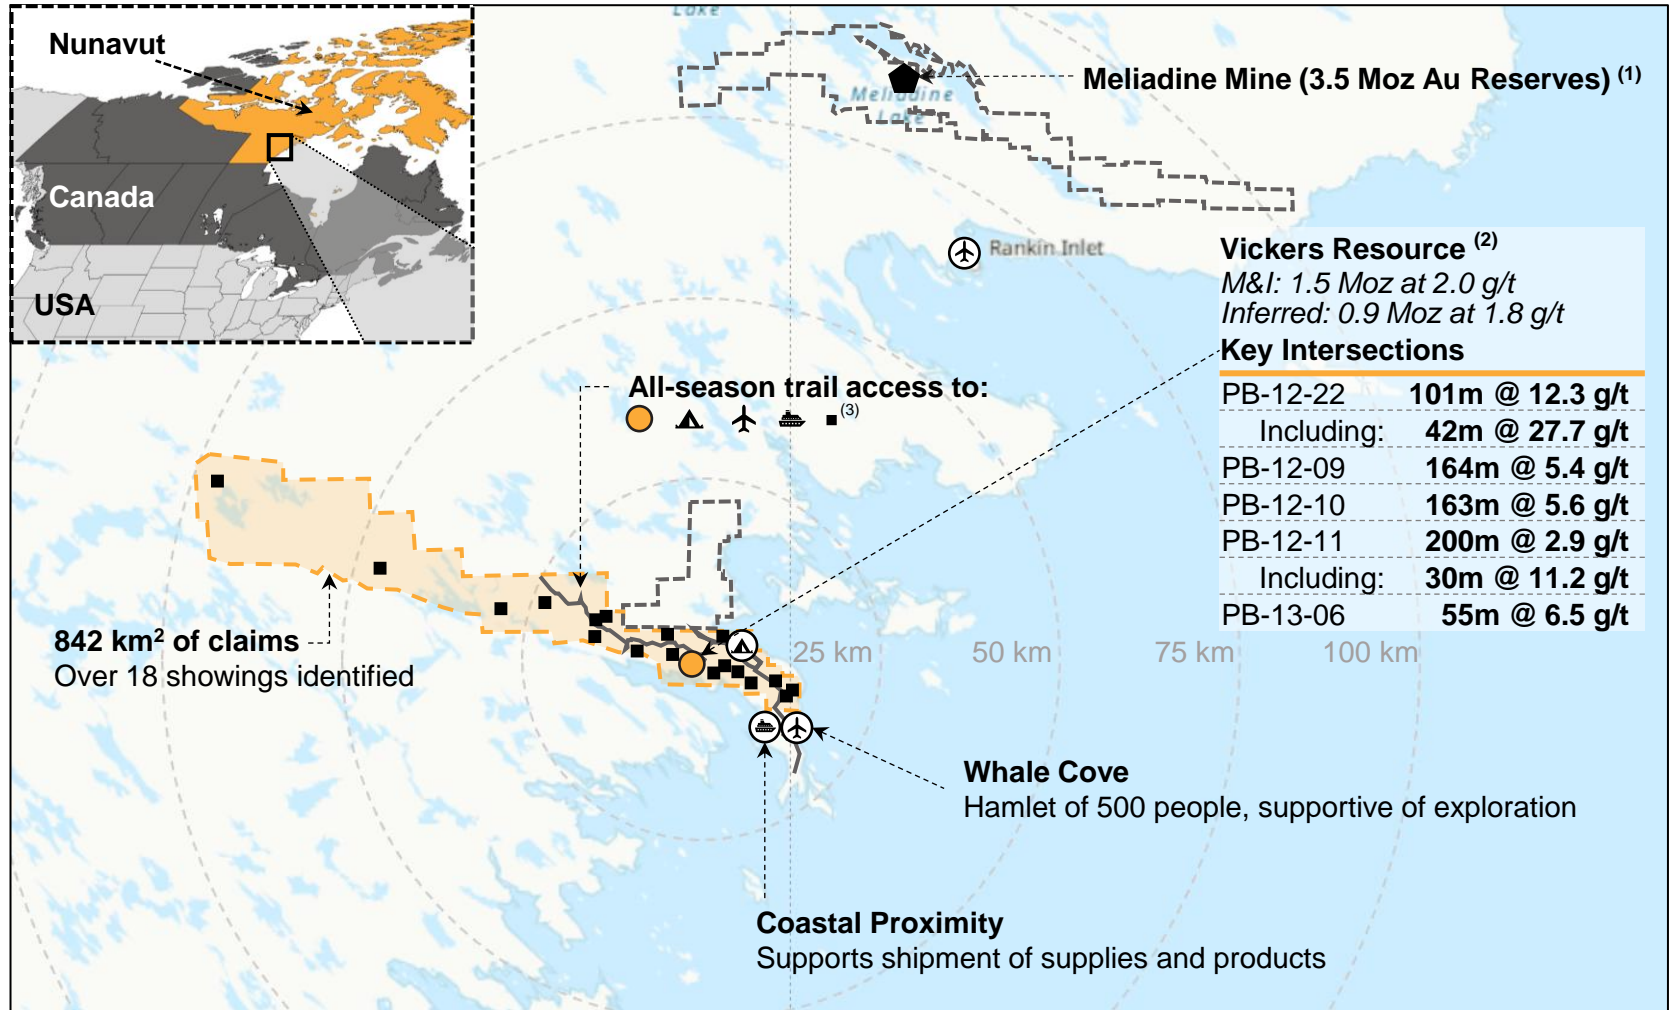 Lake
Nunavut
Canada
USA
Meliadine Mine (3.5 Moz Au Reserves) (1)
Meliadine
Lake
Rankin Inlet
Vickers Resource (2)
M&I: 1.5 Moz at 2.0 g/t
Inferred: 0.9 Moz at 1.8 g/t
Key Intersections
PB-12-22 101m @ 12.3 g/t
Including: 42m @ 27.7 g/t
PB-12-09 164m @ 5.4 g/t
PB-12-10 163m @ 5.6 g/t
PB-12-11 200m @ 2.9 g/t
Including: 30m @ 11.2 g/t
PB-13-06 55m @ 6.5 g/t
All-season trail access to:
(3)
842 km² of claims
Over 18 showings identified
25 km 50 km 75 km 100 km
Whale Cove
Hamlet of 500 people, supportive of exploration
Coastal Proximity
Supports shipment of supplies and products